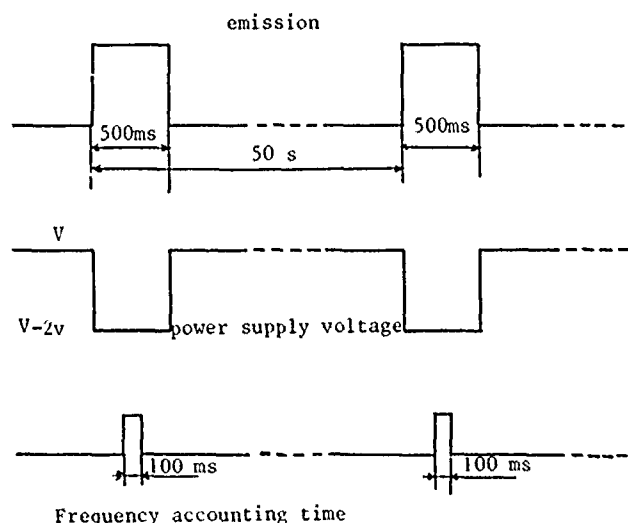 emission
500ms
500ms
50 s
V
V-2v
power supply voltage
100 ms
100 ms
Frequency accounting time